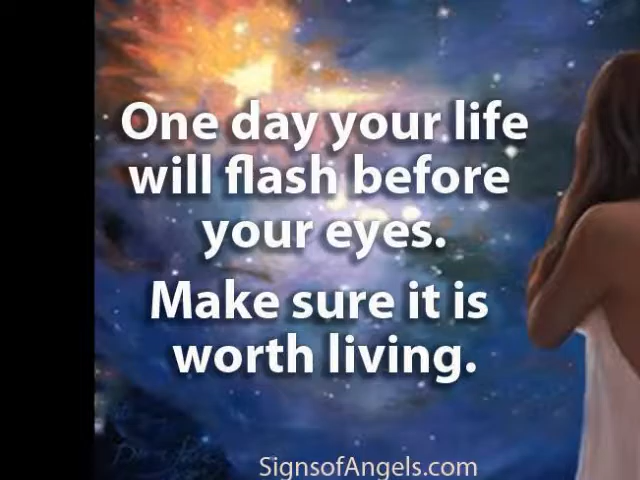 One day your life
will flash before
your eyes.
Make sure it is
worth living.
SignsofAngels.com